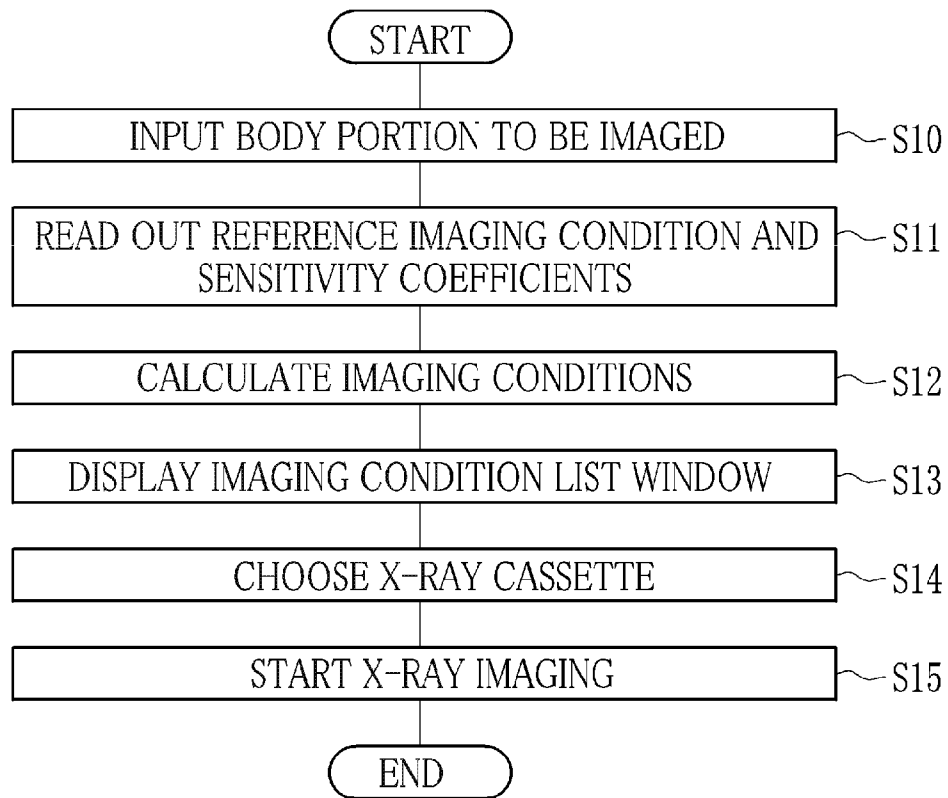 START
INPUT BODY PORTION TO BE IMAGED
S10
READ OUT REFERENCE IMAGING CONDITION AND
SENSITIVITY COEFFICIENTS
S11
CALCULATE IMAGING CONDITIONS
S12
DISPLAY IMAGING CONDITION LIST WINDOW
S13
CHOOSE X-RAY CASSETTE
S14
START X-RAY IMAGING
S15
END